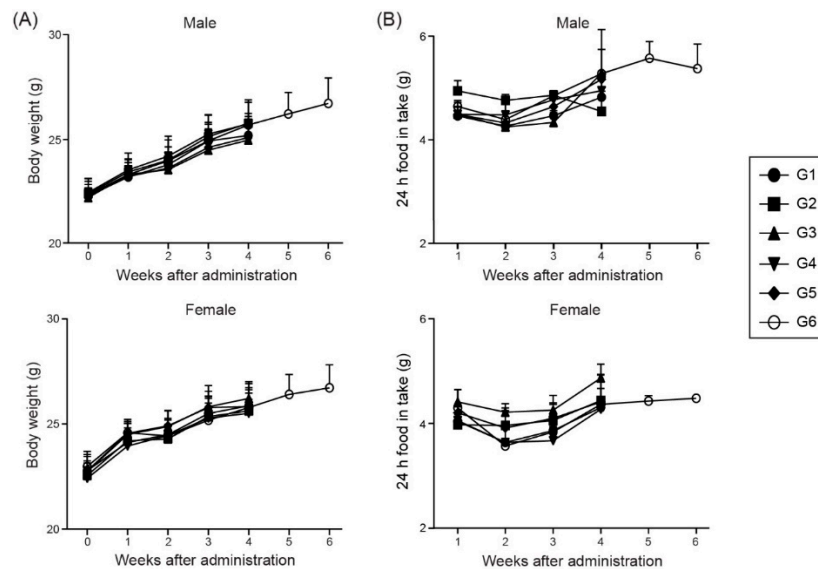 (A)
Male
Body weight (g)
30
25
20
0 1 2 3 4 5 6
Weeks after administration
(B)
Male
24 h food in take (g)
6
4
2
1 2 3 4 5 6
Weeks after administration
G1
G2
G3
G4
G5
G6
Female
Body weight (g)
30
25
20
0 1 2 3 4 5 6
Weeks after administration
Female
24 h food in take (g)
6
4
2
1 2 3 4 5 6
Weeks after administration